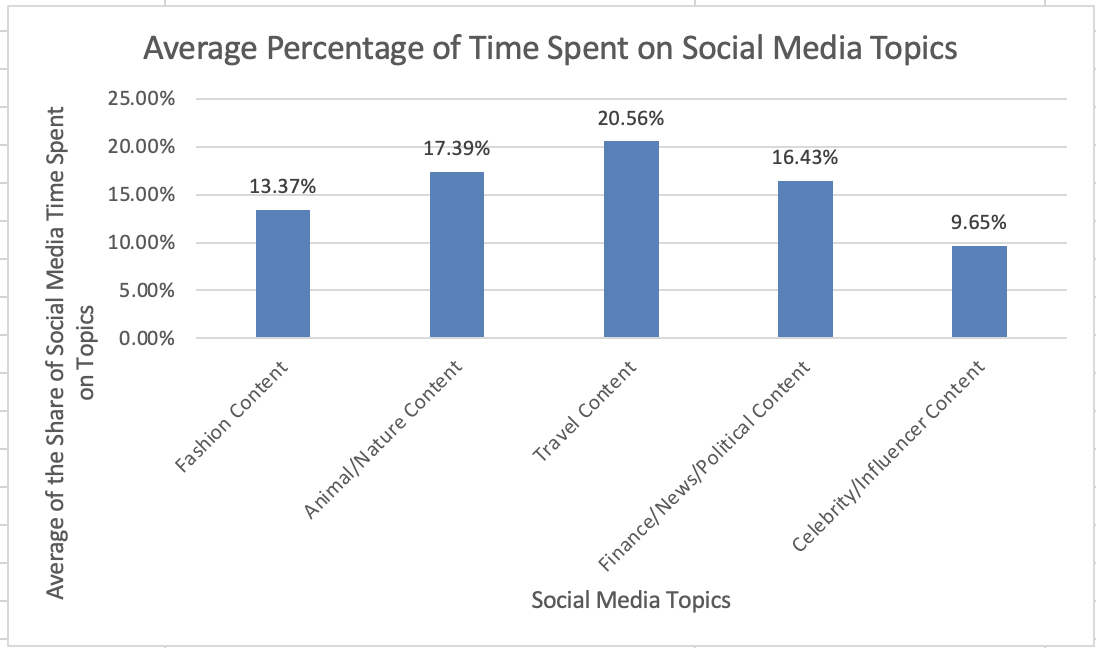 Average Percentage of Time Spent on Social Media Topics
Average of the Share of Social Media Time Spent
on Topics
25.00%
20.00%
15.00%
10.00%
5.00%
0.00%
13.37%
17.39%
20.56%
16.43%
9.65%
Fashion Content
Animal/Nature Content
Travel Content
Finance/News/Political Content
Celebrity/Influencer Content
Social Media Topics